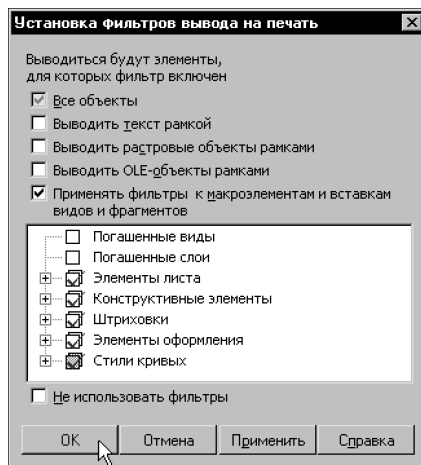 Установка фильтров вывода на печать
Выводиться будут элементы,
для которых фильтр включен
Все объекты
Выводить текст рамкой
Выводить растровые объекты рамками
Выводить OLE-объекты рамками
Применять фильтры к макроэлементам и вставкам
видов и фрагментов
Погашенные виды
Погашенные слои
Элементы листа
Конструктивные элементы
Штриховки
Элементы оформления
Стили кривых
Не использовать фильтры
OK Отмена Применить Справка